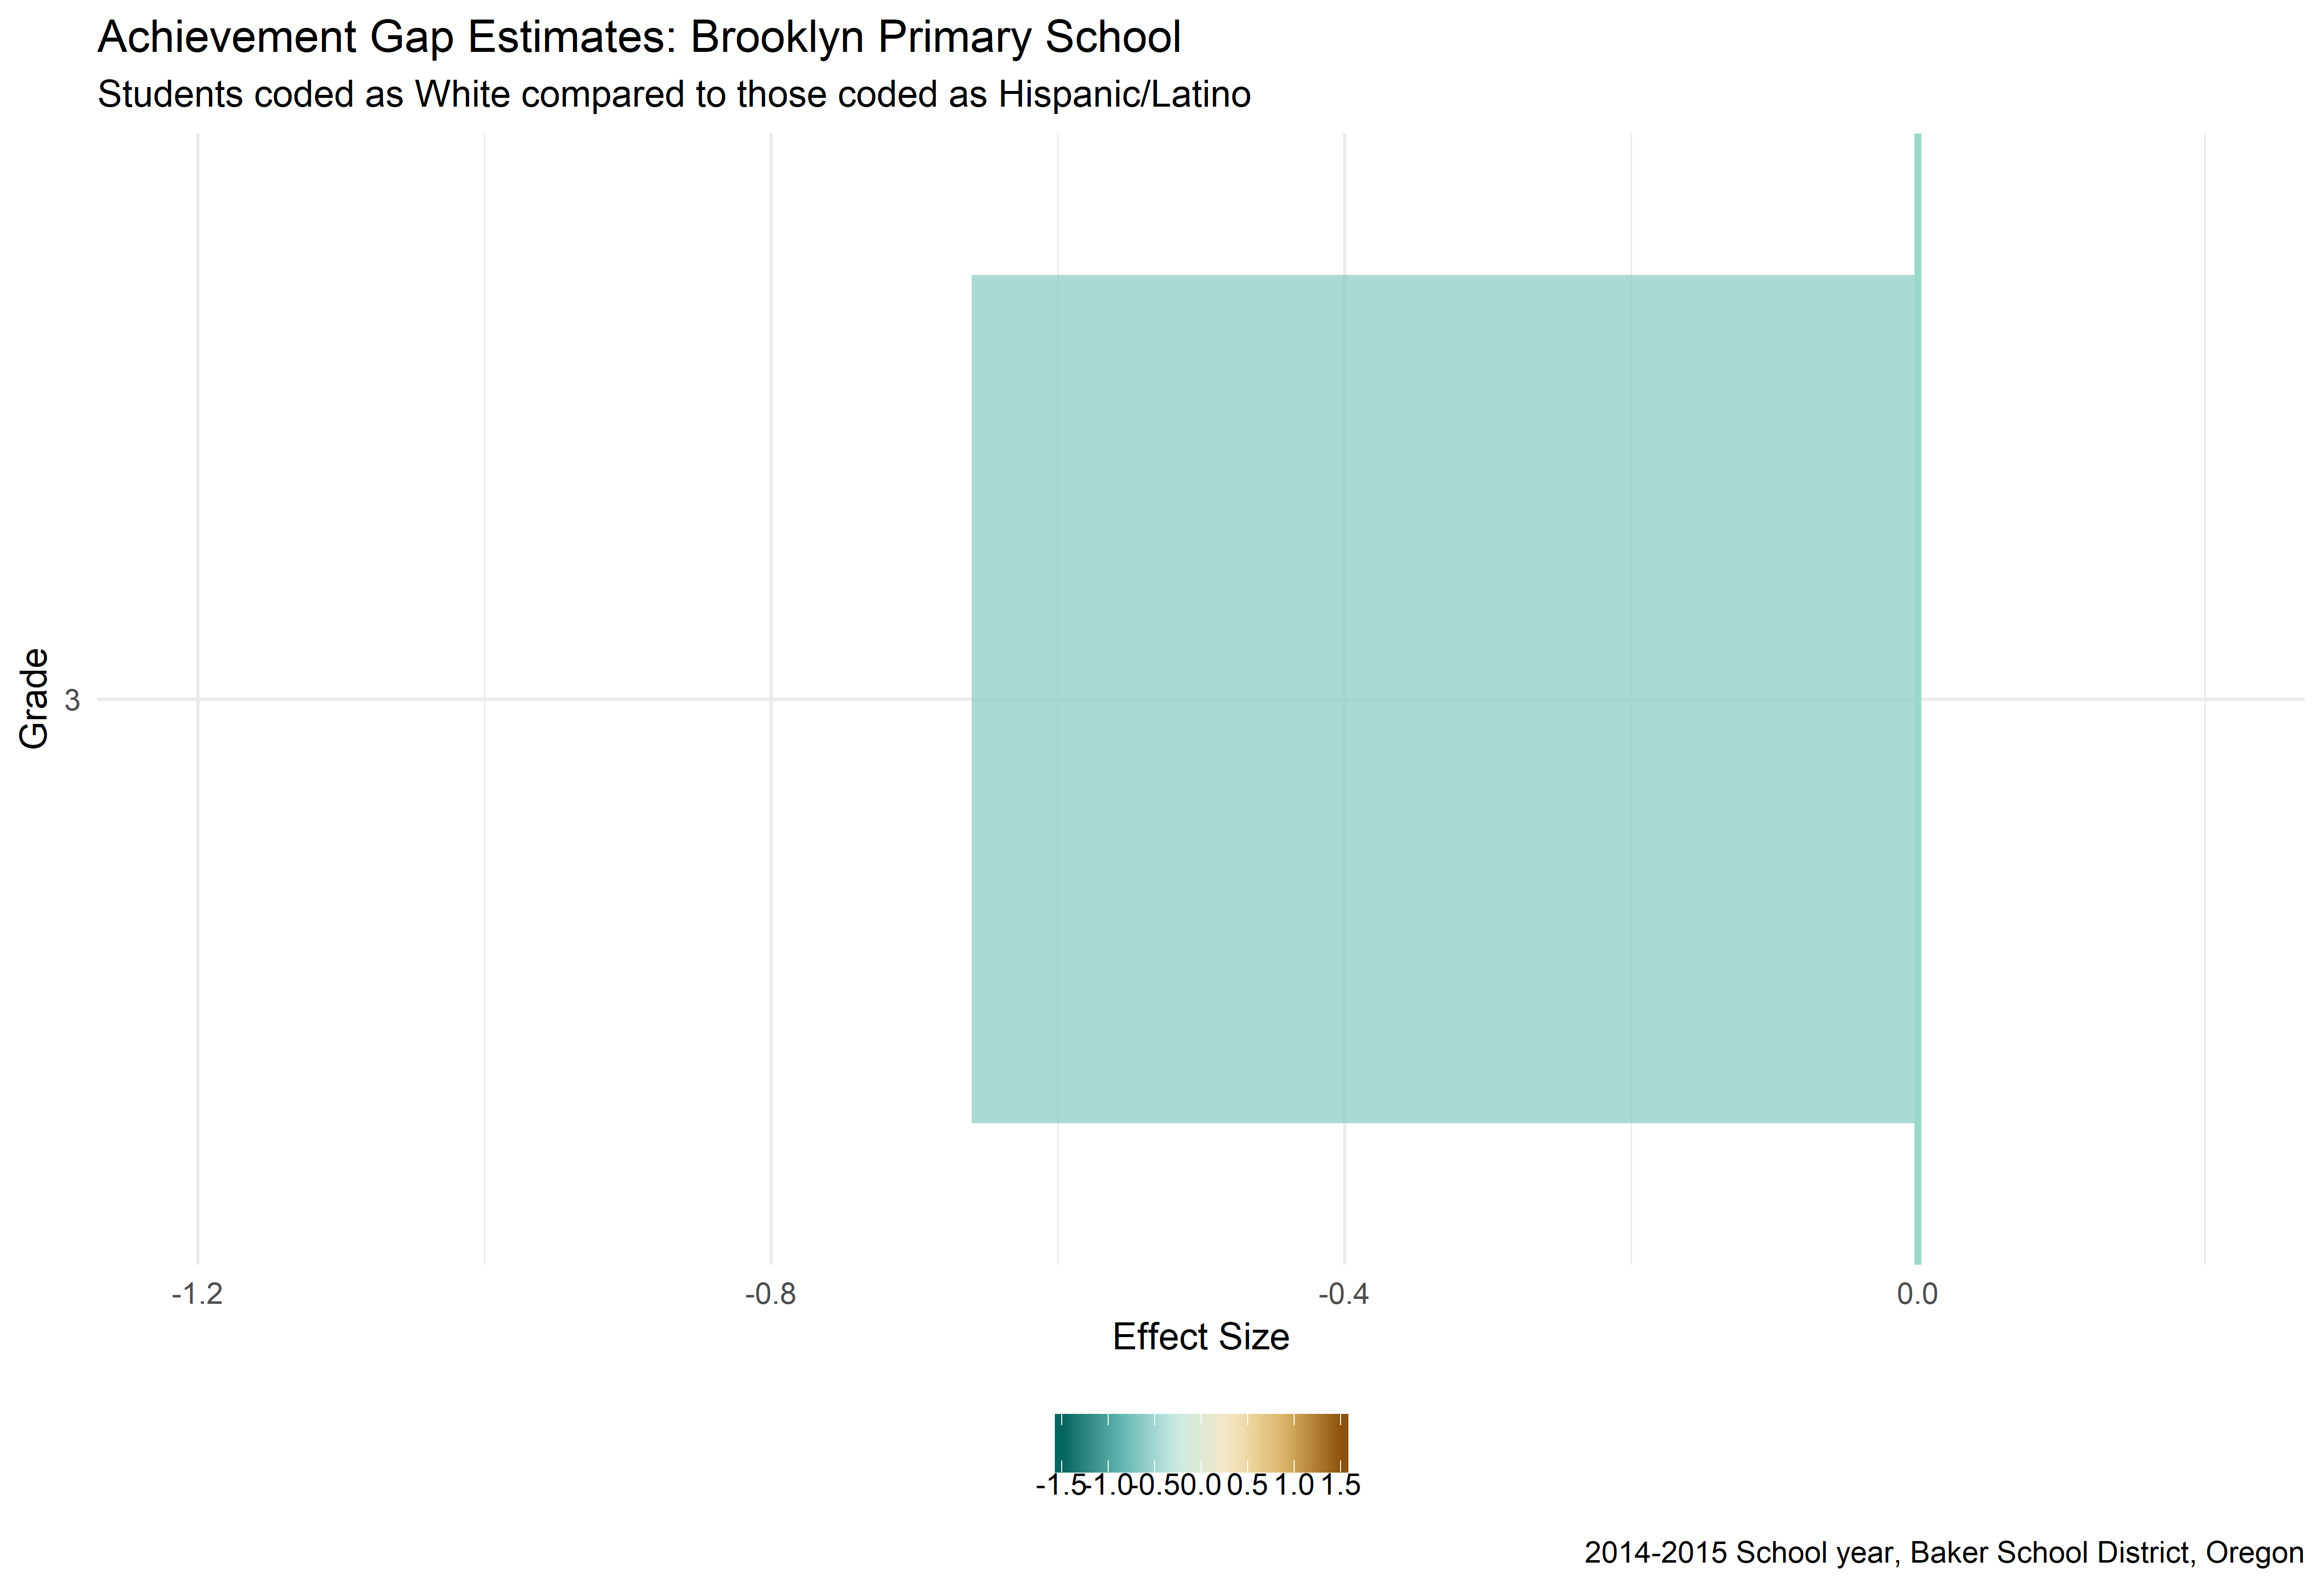 Achievement Gap Estimates: Brooklyn Primary School
Students coded as White compared to those coded as Hispanic/Latino
Grade
3
-1.2 -0.8 -0.4 0.0
Effect Size
-1.5 -1.0 -0.5 0.0 0.5 1.0 1.5
2014-2015 School year, Baker School District, Oregon